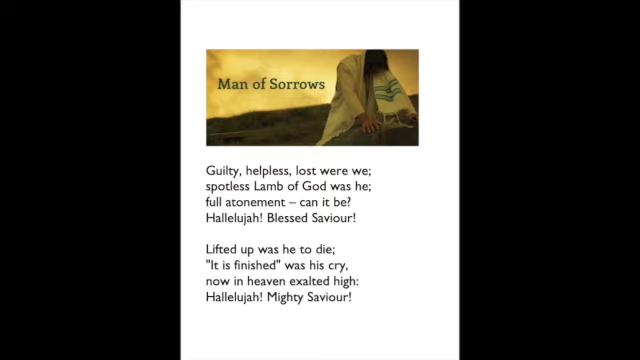 Man of Sorrows
Guilty, helpless, lost were we;
spotless Lamb of God was he;
full atonement – can it be?
Hallelujah! Blessed Saviour!
Lifted up was he to die;
"It is finished" was his cry,
now in heaven exalted high:
Hallelujah! Mighty Saviour!